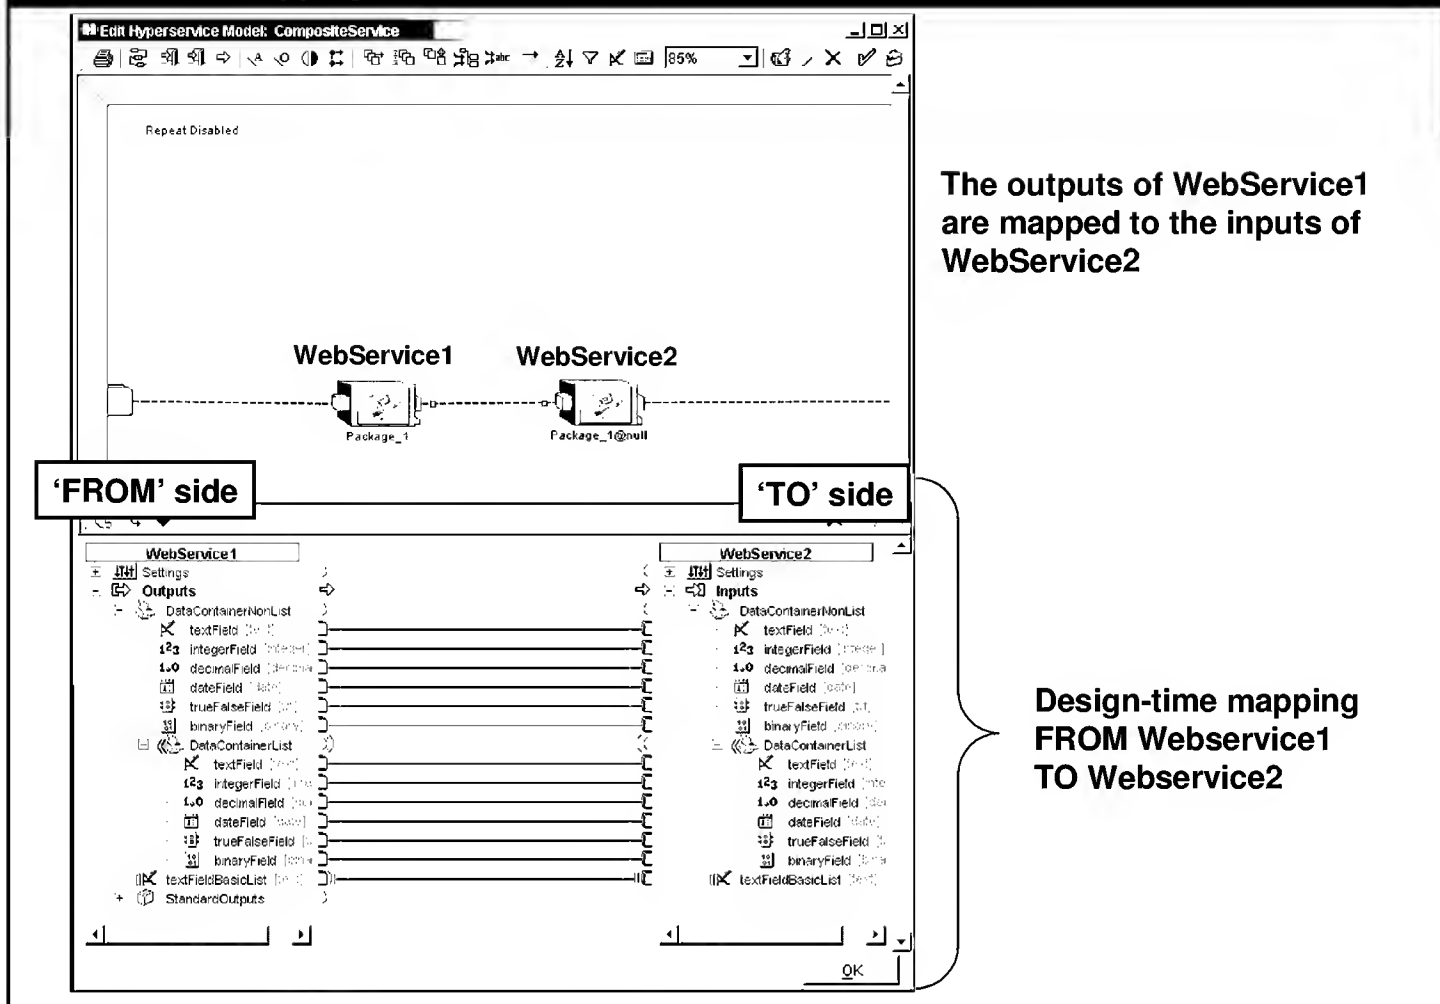 Edit Hyperservice Model: CompositeService
85%
Repeat Disabled
The outputs of WebService1
are mapped to the inputs of
WebService2
WebService1 WebService2
Package_1 Package_1@null
‘FROM’ side ‘TO’ side
WebService1 WebService2
Settings Settings
Outputs Inputs
DataContainerNonList DataContainerNonList
textField textField
integerField integerField
decimalField decimalField
dateField dateField
trueFalseField trueFalseField
binaryField binaryField
DataContainerList DataContainerList
textField textField
integerField integerField
decimalField decimalField
dateField dateField
trueFalseField trueFalseField
binaryField binaryField
textFieldBasicList textFieldBasicList
StandardOutputs
OK
Design-time mapping
FROM Webservice1
TO Webservice2